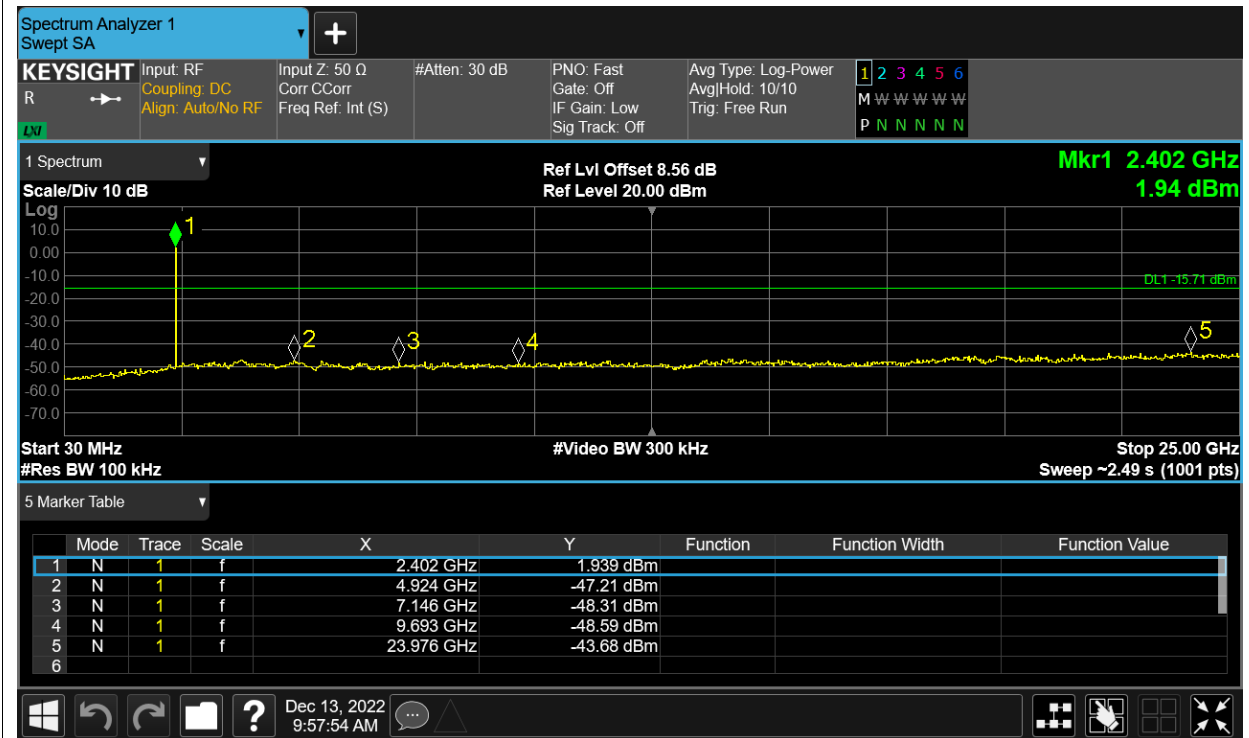 Spectrum Analyzer 1
Swept SA
+
KEYSIGHT Input: RF Input Z: 50 Ω #Atten: 30 dB PNO: Fast Avg Type: Log-Power 1 2 3 4 5 6
R Coupling: DC Corr CCorr Gate: Off Avg|Hold: 10/10 M W W W W W
Align: Auto/No RF Freq Ref: Int (S) IF Gain: Low Trig: Free Run
LXI Sig Track: Off P N N N N N
1 Spectrum Ref Lvl Offset 8.56 dB Mkr1 2.402 GHz
Scale/Div 10 dB Ref Level 20.00 dBm 1.94 dBm
Log
10.0 1
0.00
-10.0 DL1 -15.71 dBm
-20.0
-30.0
-40.0 2 3 4 5
-50.0
-60.0
-70.0
Start 30 MHz #Video BW 300 kHz Stop 25.00 GHz
#Res BW 100 kHz Sweep ~2.49 s (1001 pts)
5 Marker Table
Mode Trace Scale X Y Function Function Width Function Value
1 N 1 f 2.402 GHz 1.939 dBm
2 N 1 f 4.924 GHz -47.21 dBm
3 N 1 f 7.146 GHz -48.31 dBm
4 N 1 f 9.693 GHz -48.59 dBm
5 N 1 f 23.976 GHz -43.68 dBm
6
? Dec 13, 2022
9:57:54 AM